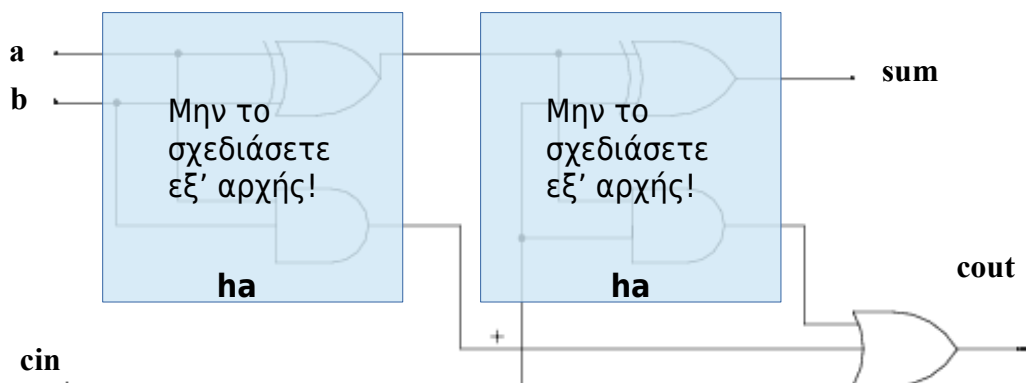 a
b
Μην το
σχεδιάσετε
εξ’ αρχής!
ha
Μην το
σχεδιάσετε
εξ’ αρχής!
ha
sum
cout
cin